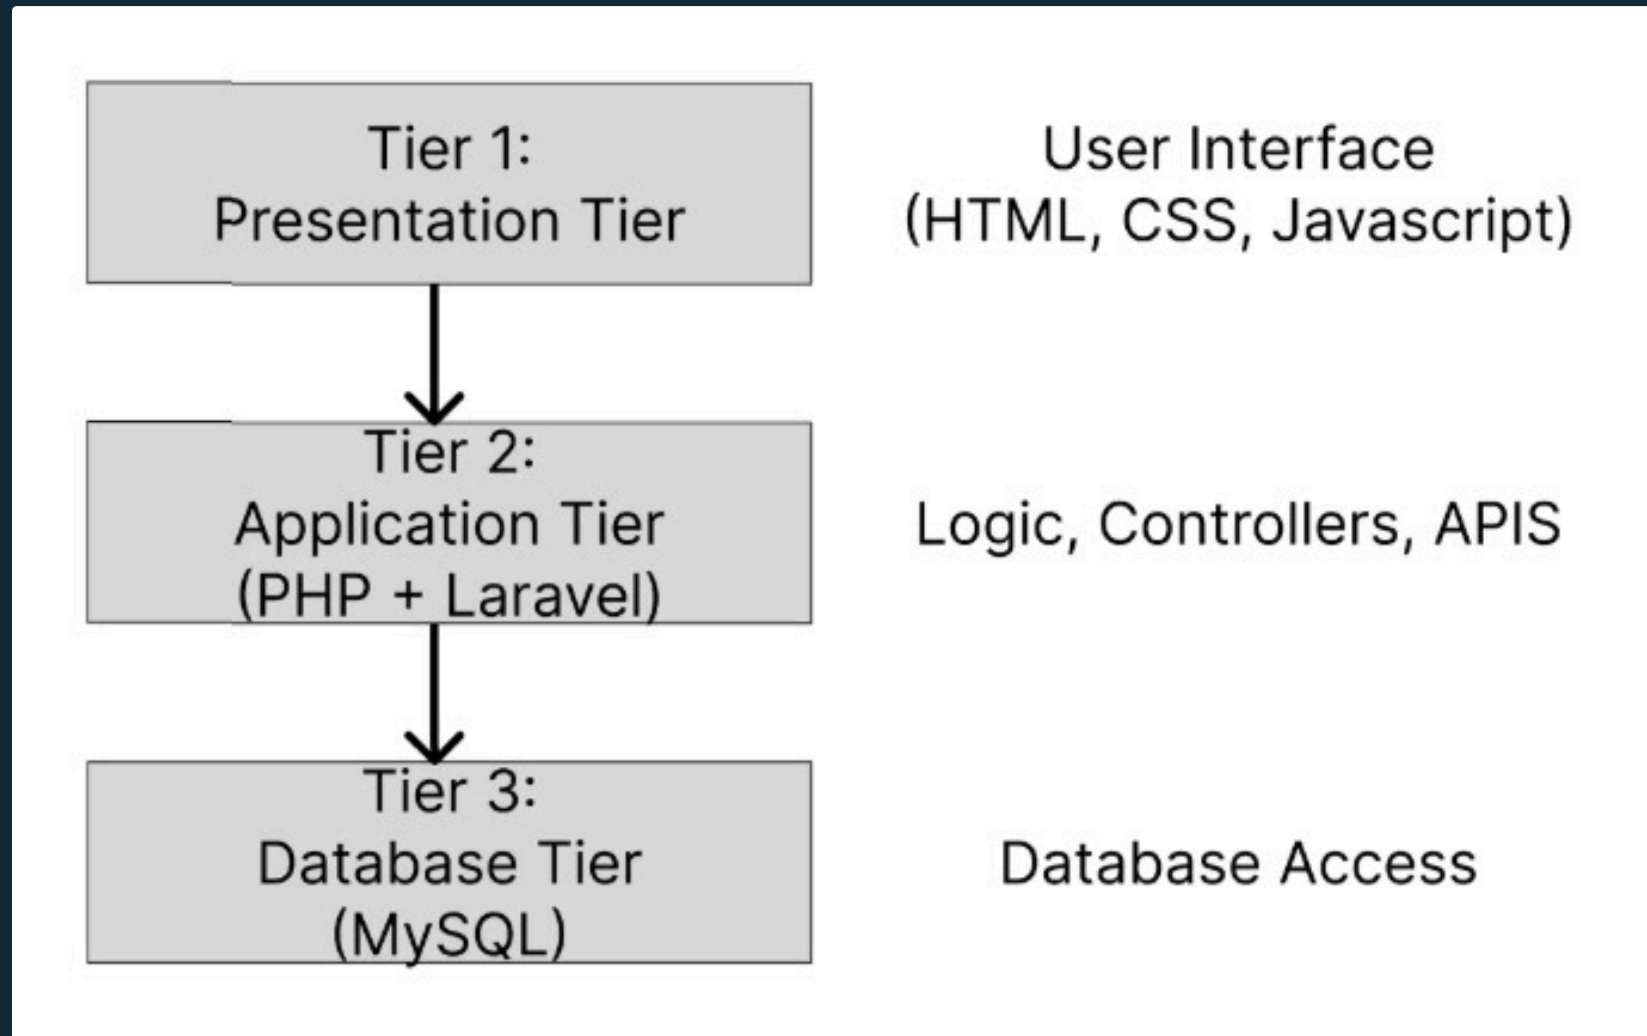 Tier 1:
Presentation Tier
User Interface
(HTML, CSS, Javascript)
Tier 2:
Application Tier
(PHP + Laravel)
Logic, Controllers, APIS
Tier 3:
Database Tier
(MySQL)
Database Access